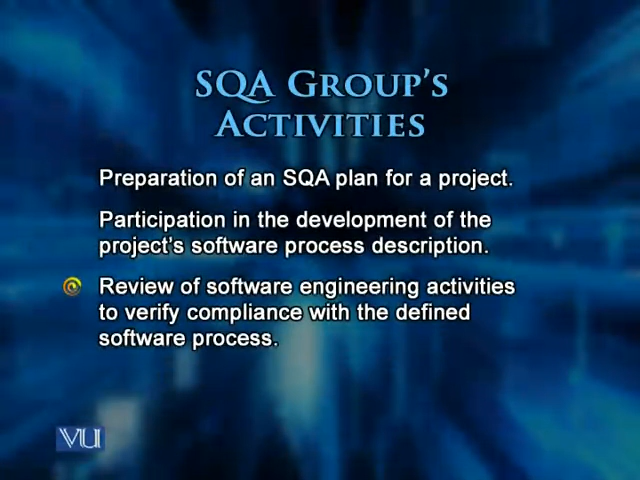 SQA GROUP'S
ACTIVITIES
Preparation of an SQA plan for a project.
Participation in the development of the
project's software process description.
Review of software engineering activities
to verify compliance with the defined
software process.
VU